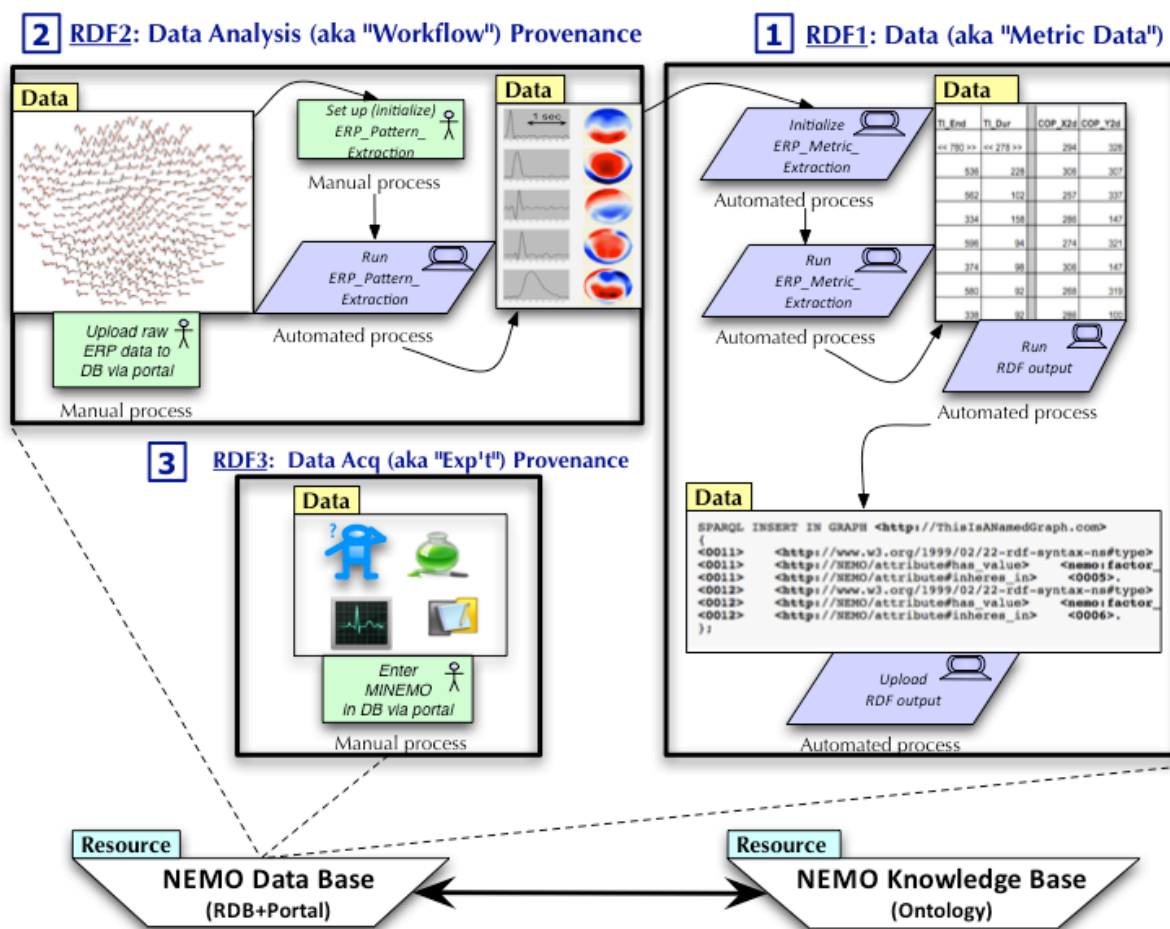 2 RDF2: Data Analysis (aka "Workflow") Provenance
Data
Set up (initialize)
ERP_Pattern_
Extraction
Manual process
Run
ERP_Pattern_
Extraction
Automated process
Upload raw
ERP data to
DB via portal
Manual process
Data
1 sec
1 RDF1: Data (aka "Metric Data")
Initialize
ERP_Metric_
Extraction
Automated process
Run
ERP_Metric_
Extraction
Automated process
Data
TI_End TI_Dur COP_X2d COP_Y2d
<< 780 >> << 278 >> 294 328
536 228 306 307
562 102 257 337
334 158 286 147
596 94 274 321
374 98 306 147
580 92 268 319
338 92 286 100
Run
RDF output
Automated process
Data
SPARQL INSERT IN GRAPH <http://ThisIsANamedGraph.com>
{
<0011> <http://www.w3.org/1999/02/22-rdf-syntax-ns#type>
<0011> <http://NEMO/attribute#has_value> <nemo:factor_
<0011> <http://NEMO/attribute#inheres_in> <0005>.
<0012> <http://www.w3.org/1999/02/22-rdf-syntax-ns#type>
<0012> <http://NEMO/attribute#has_value> <nemo:factor_
<0012> <http://NEMO/attribute#inheres_in> <0006>.
};
Upload
RDF output
Automated process
3 RDF3: Data Acq (aka "Exp't") Provenance
Data
?
Enter
MINEMO
in DB via portal
Manual process
Resource
NEMO Data Base
(RDB+Portal)
Resource
NEMO Knowledge Base
(Ontology)